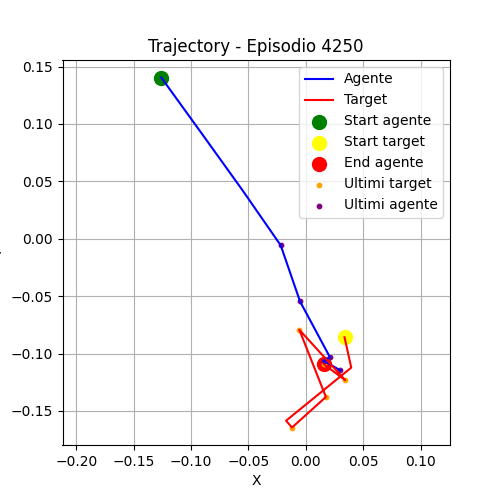 Trajectory - Episodio 4250
0.15
0.10
0.05
0.00
−0.05
−0.10
−0.15
Agente
Target
Start agente
Start target
End agente
Ultimi target
Ultimi agente
−0.20 −0.15 −0.10 −0.05 0.00 0.05 0.10
X